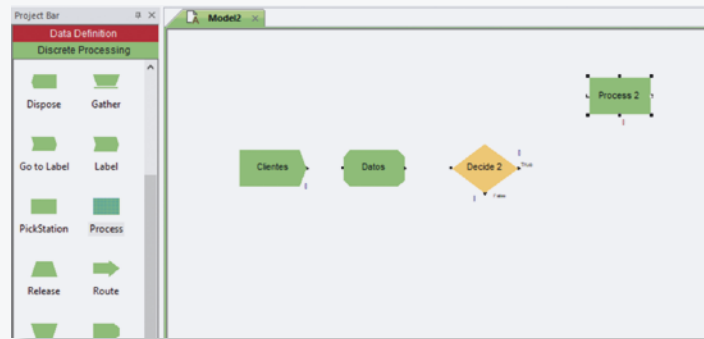 Project Bar
Model2
Data Definition
Discrete Processing
Dispose
Gather
Go to Label
Label
PickStation
Process
Release
Route
Clientes
Datos
Decide 2
True
False
Process 2